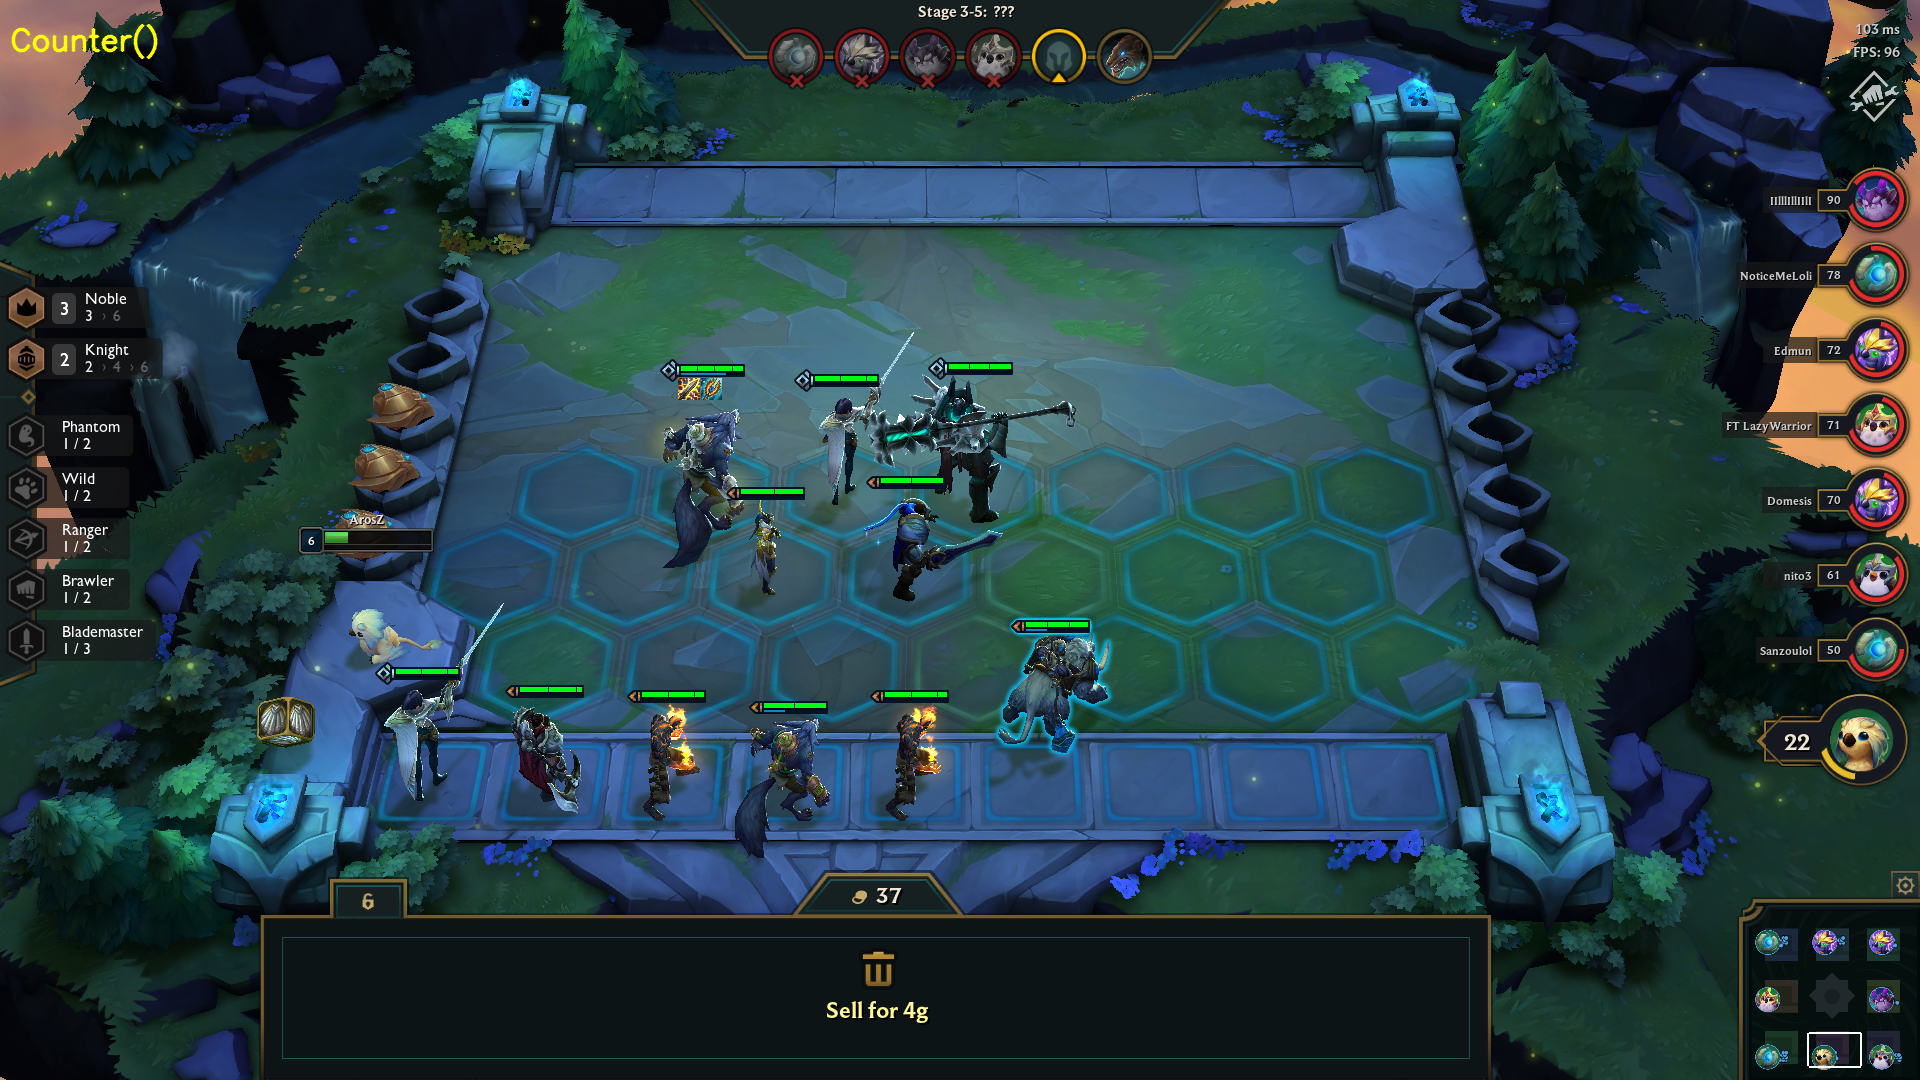 Counter()
Stage 3-5: ???
103 ms
FPS: 96
IIlIlIllIIlI 90
NoticeMeLoli 78
Edmun 72
FT LazyWarrior 71
Domesis 70
nito3 61
Sanzoulol 50
22
3 Noble
3 › 6
2 Knight
2 › 4 › 6
Phantom
1 / 2
Wild
1 / 2
Ranger
1 / 2
Brawler
1 / 2
Blademaster
1 / 3
ArosZ
6
6
37
Sell for 4g